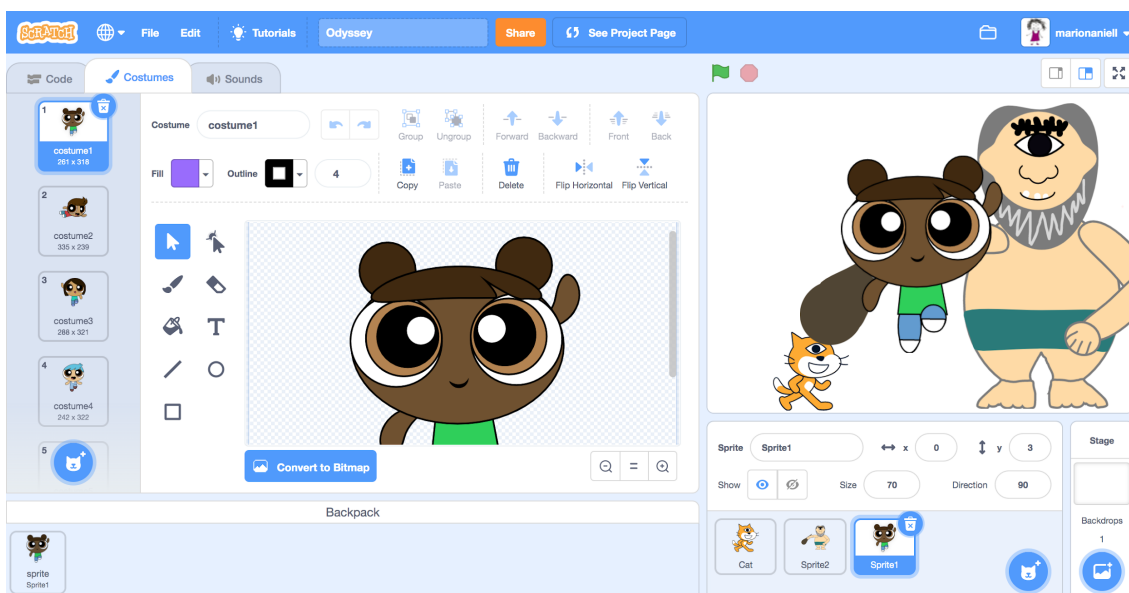 SCRATCH File Edit Tutorials Odyssey Share See Project Page marionaniell
Code Costumes Sounds
1
costume1
261 x 318
2
costume2
335 x 239
3
costume3
288 x 321
4
costume4
242 x 322
5
Costume costume1 Group Ungroup Forward Backward Front Back
Fill Outline 4 Copy Paste Delete Flip Horizontal Flip Vertical
T
Convert to Bitmap
Backpack
sprite
Sprite1
Sprite Sprite1 x 0 y 3
Show Size 70 Direction 90
Cat Sprite2 Sprite1
Stage
Backdrops
1